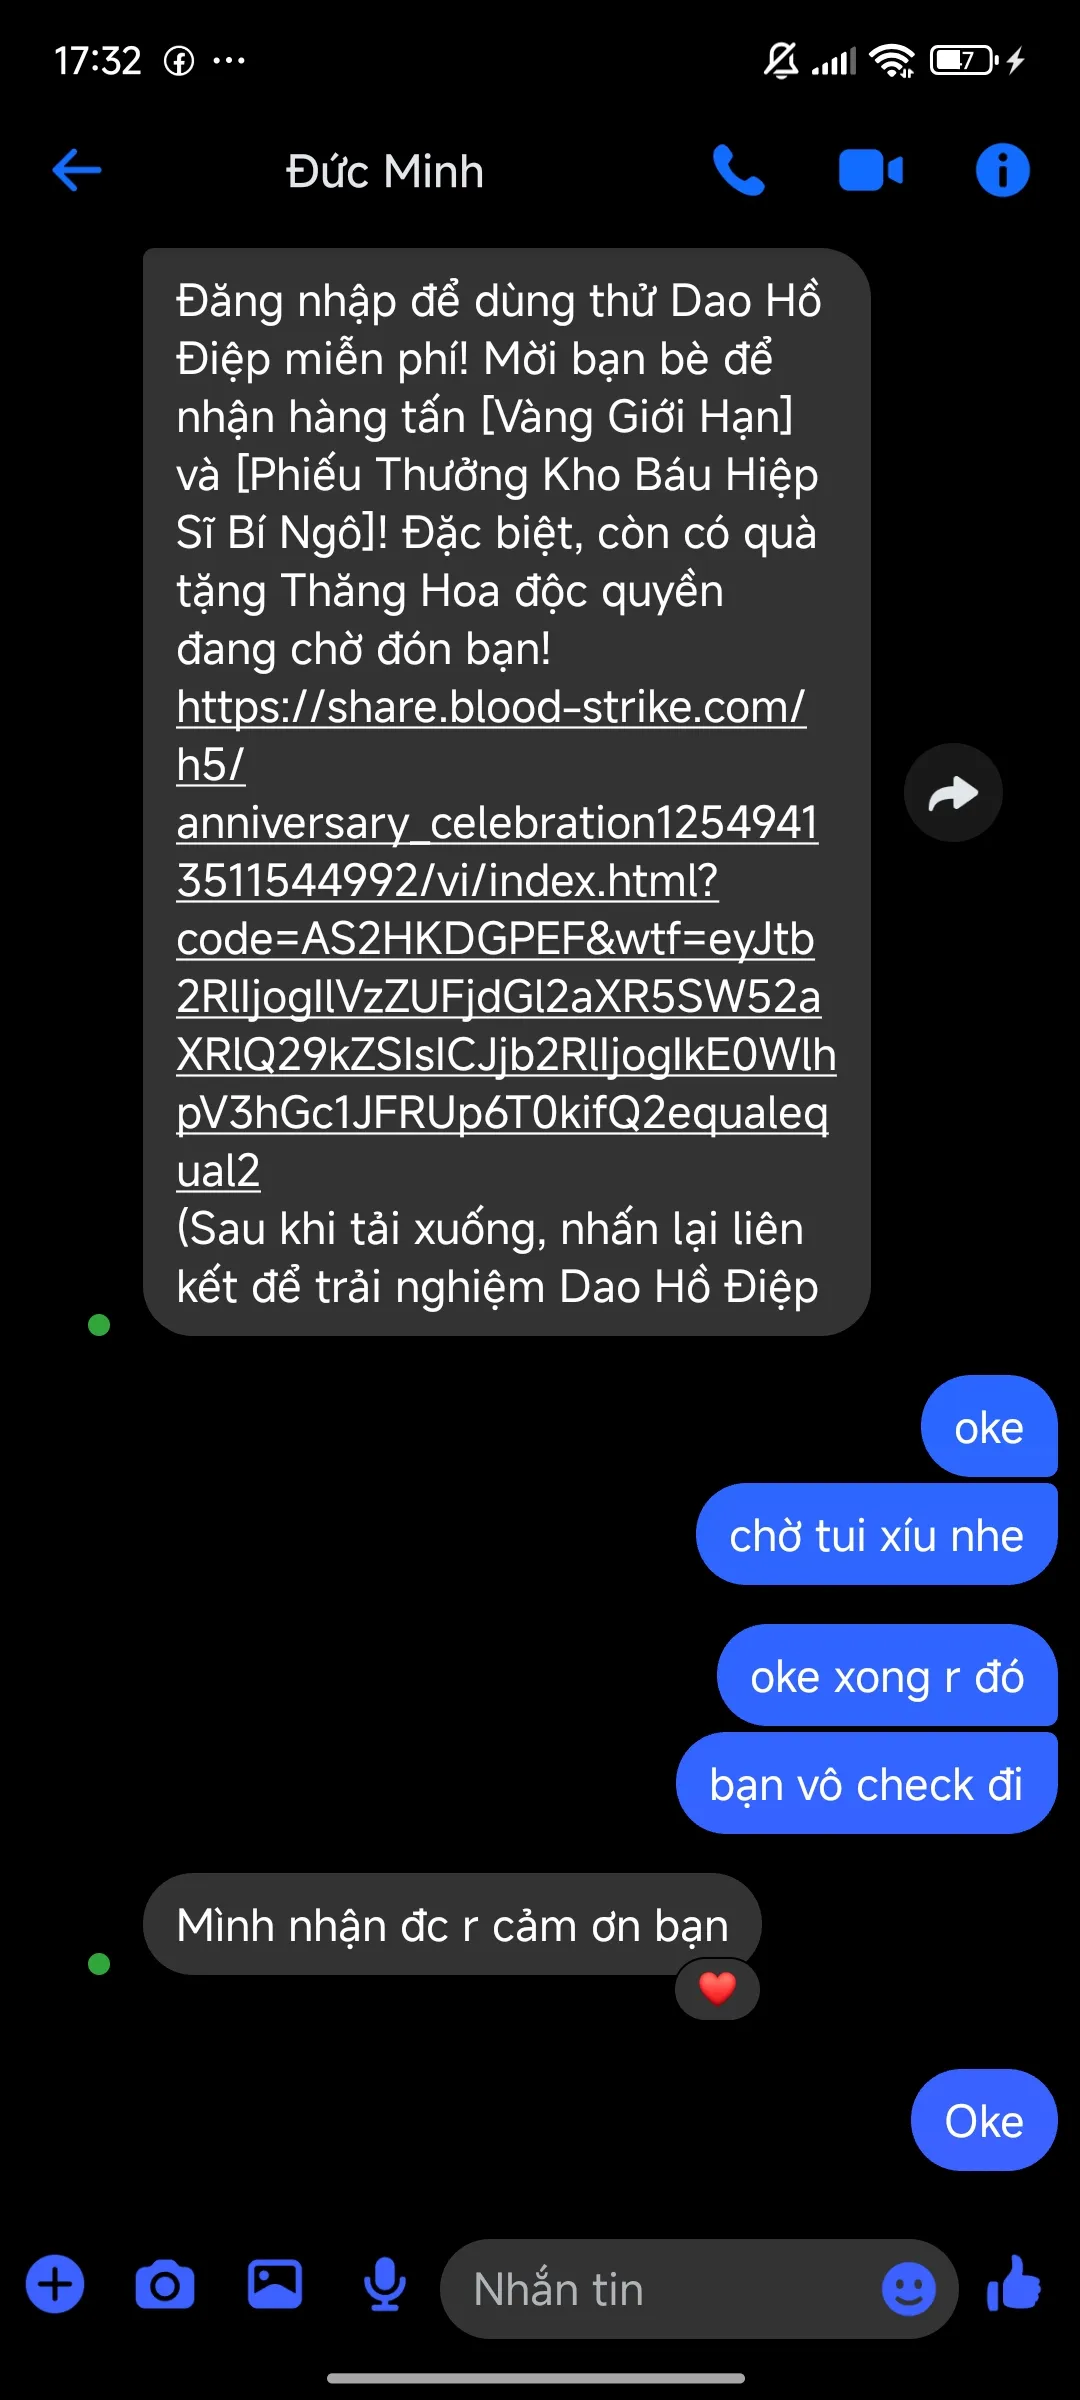 17:32
47
Đức Minh
Đăng nhập để dùng thử Dao Hồ
Điệp miễn phí! Mời bạn bè để
nhận hàng tấn [Vàng Giới Hạn]
và [Phiếu Thưởng Kho Báu Hiệp
Sĩ Bí Ngô]! Đặc biệt, còn có quà
tặng Thăng Hoa độc quyền
đang chờ đón bạn!
https://share.blood-strike.com/
h5/
anniversary_celebration1254941
3511544992/vi/index.html?
code=AS2HKDGPEF&wtf=eyJtb
2RlIjogIlVzZUFjdGl2aXR5SW52a
XRlQ29kZSIsICJjb2RlIjogIkE0Wlh
pV3hGc1JFRUp6T0kifQ2equaleq
ual2
(Sau khi tải xuống, nhấn lại liên
kết để trải nghiệm Dao Hồ Điệp
oke
chờ tui xíu nhe
oke xong r đó
bạn vô check đi
Mình nhận đc r cảm ơn bạn
Oke
Nhắn tin